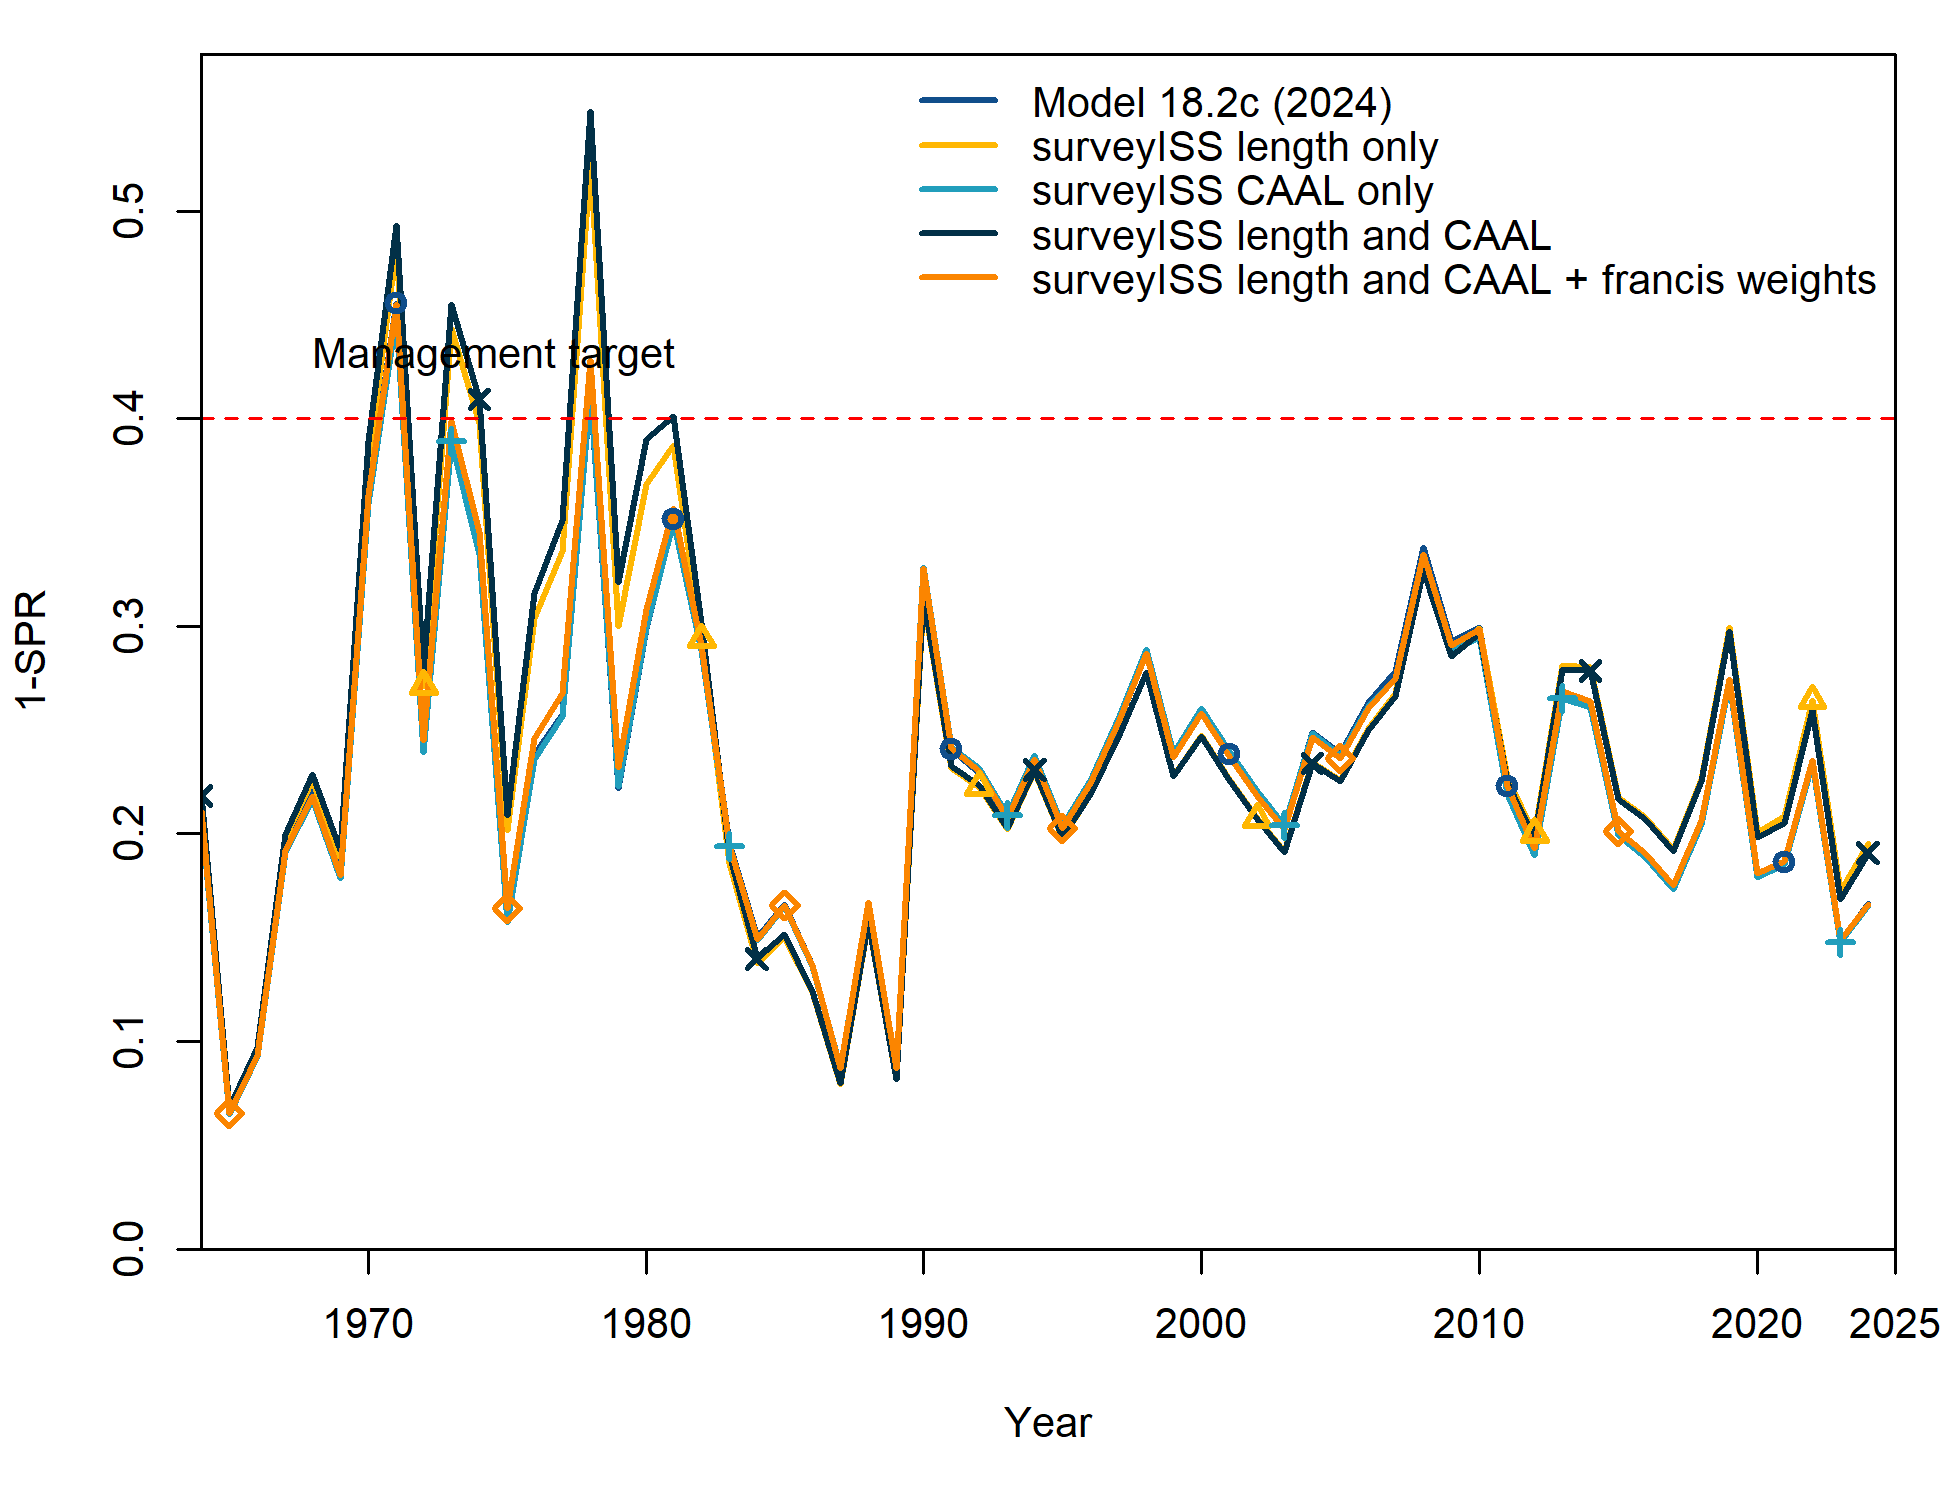 Model 18.2c (2024)
surveyISS length only
surveyISS CAAL only
surveyISS length and CAAL
surveyISS length and CAAL + francis weights
Management target
1-SPR
0.5
0.4
0.3
0.2
0.1
0.0
1970 1980 1990 2000 2010 2020 2025
Year